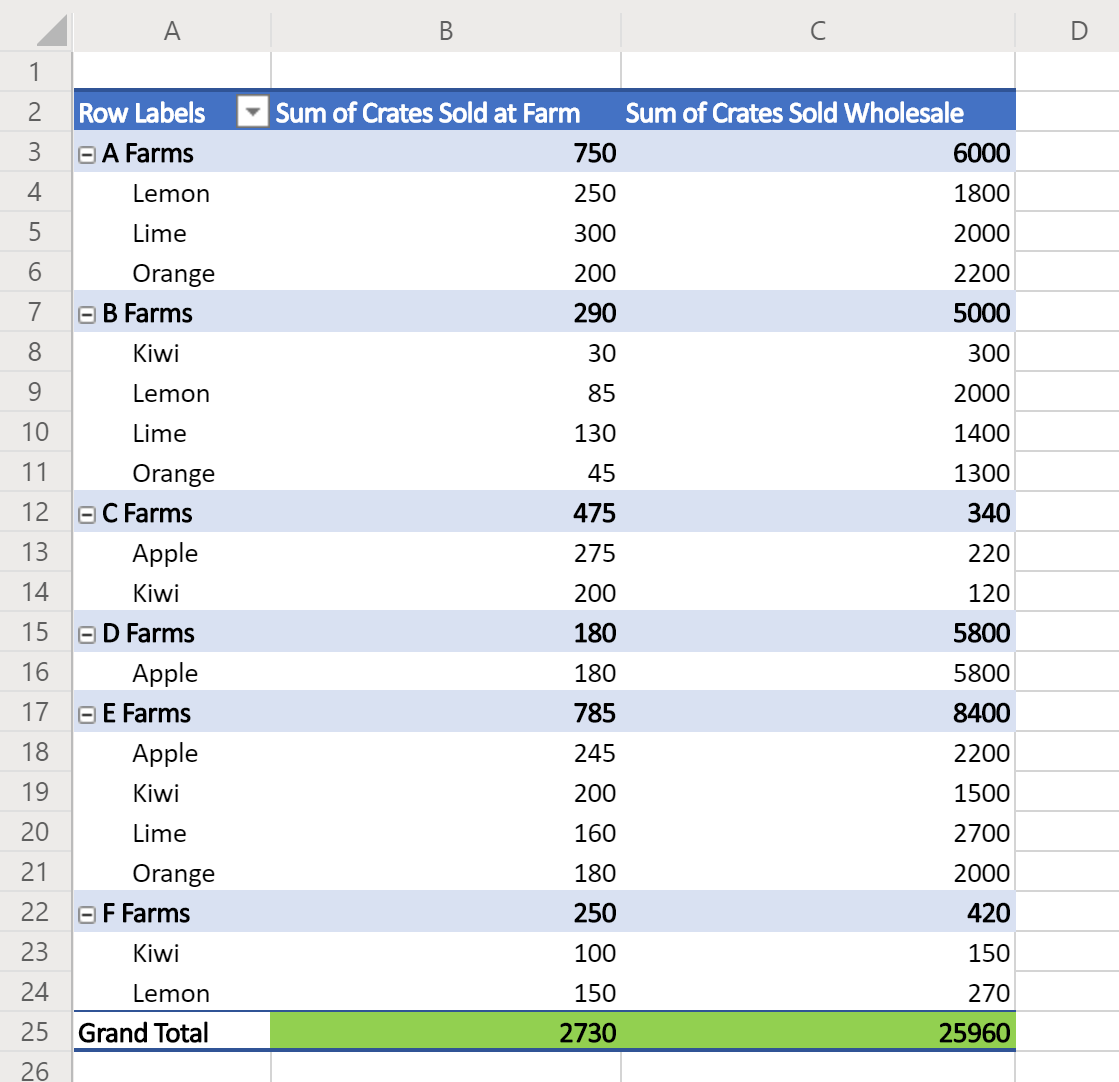 A B C D
1
2 Row Labels Sum of Crates Sold at Farm Sum of Crates Sold Wholesale
3 A Farms 750 6000
4 Lemon 250 1800
5 Lime 300 2000
6 Orange 200 2200
7 B Farms 290 5000
8 Kiwi 30 300
9 Lemon 85 2000
10 Lime 130 1400
11 Orange 45 1300
12 C Farms 475 340
13 Apple 275 220
14 Kiwi 200 120
15 D Farms 180 5800
16 Apple 180 5800
17 E Farms 785 8400
18 Apple 245 2200
19 Kiwi 200 1500
20 Lime 160 2700
21 Orange 180 2000
22 F Farms 250 420
23 Kiwi 100 150
24 Lemon 150 270
25 Grand Total 2730 25960
26